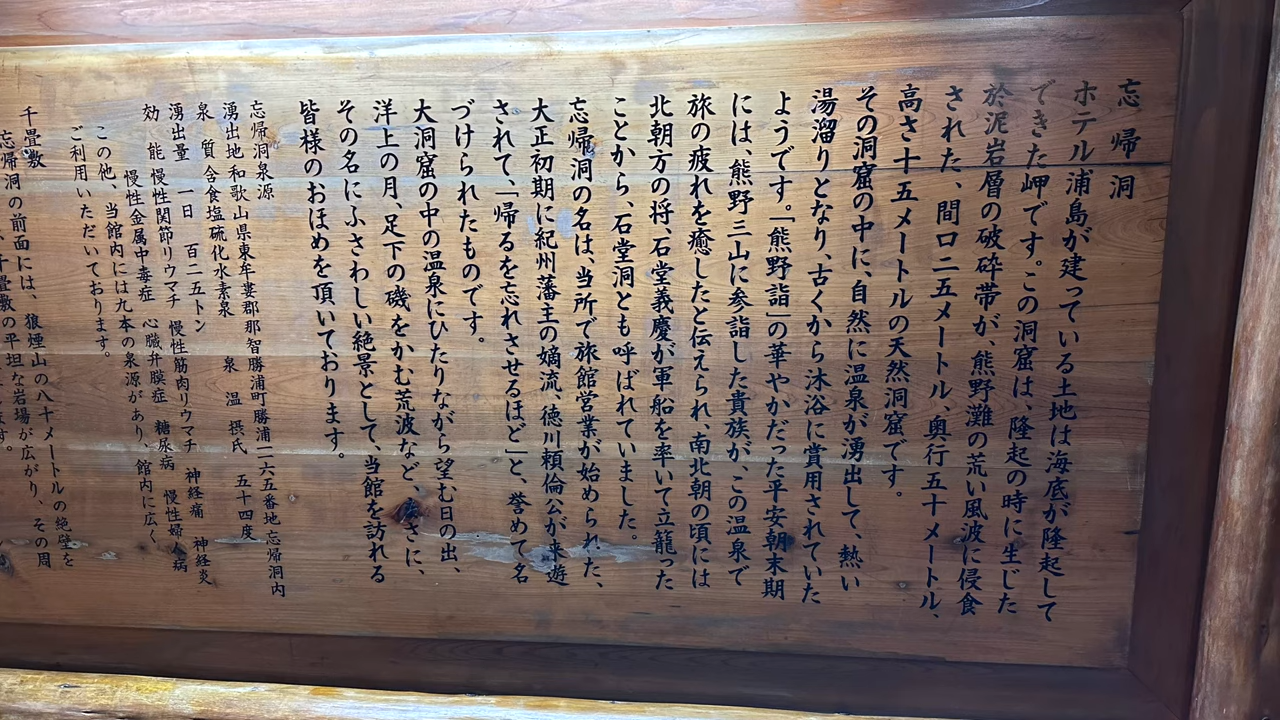 忘帰洞
ホテル浦島が建っている土地は海底が隆起して
できた岬です。この洞窟は、隆起の時に生じた
於泥岩層の破砕帯が、熊野灘の荒い風波に侵食
された、間口二五メートル、奥行五十メートル、
高さ十五メートルの天然洞窟です。
その洞窟の中に、自然に温泉が湧出して、熱い
湯溜りとなり、古くから沐浴に賞用されていた
ようです。「熊野詣」の華やかだった平安朝末期
には、熊野三山に参詣した貴族が、この温泉で
旅の疲れを癒したと伝えられ、南北朝の頃には
北朝方の将、石堂義慶が軍船を率いて立籠った
ことから、石堂洞とも呼ばれていました。
忘帰洞の名は、当所で旅館営業が始められた、
大正初期に紀州藩主の嫡流、徳川頼倫公が来遊
されて、「帰るを忘れさせるほど」と、誉めて名
づけられたものです。
大洞窟の中の温泉にひたりながら望む日の出、
洋上の月、足下の磯をかむ荒波など、まさに、
その名にふさわしい絶景として、当館を訪れる
皆様のおほめを頂いております。
忘帰洞泉源
湧出地 和歌山県東牟婁郡那智勝浦町勝浦二一六五番地忘帰洞内
泉質 含食塩硫化水素泉 泉温 摂氏 五十四度
湧出量 一日 百二五トン
効能 慢性関節リウマチ 慢性筋肉リウマチ 神経痛 神経炎
慢性金属中毒症 心臓弁膜症 糖尿病 慢性婦人病
この他、当館内には九本の泉源があり、館内に広く
ご利用いただいております。
千畳敷
忘帰洞の前面には、狼煙山の八十メートルの絶壁を
千畳敷の平坦な岩場が広がり、その周
ます。